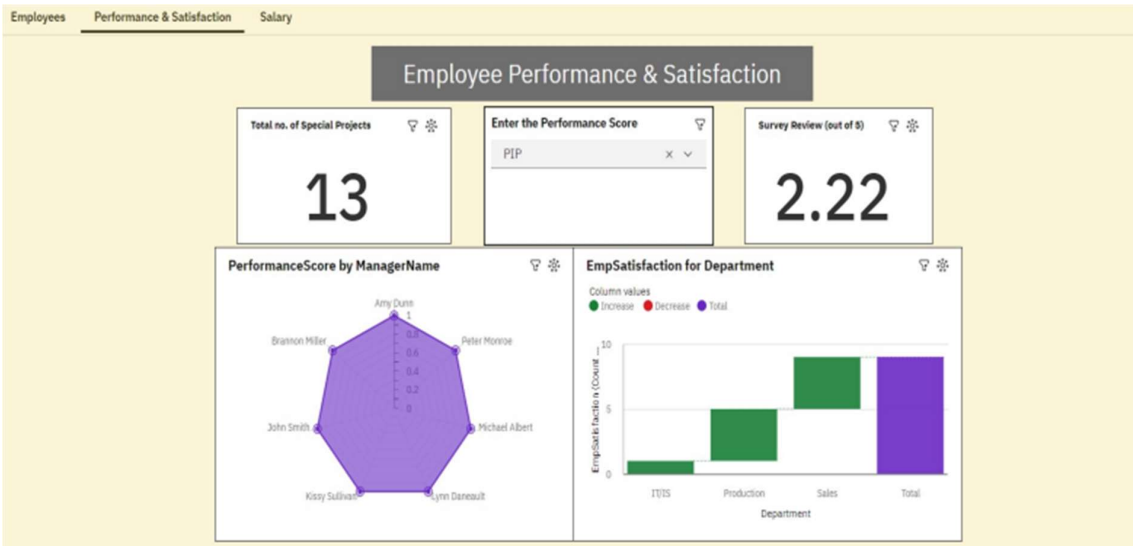 Employees Performance & Satisfaction Salary
Employee Performance & Satisfaction
Total no. of Special Projects
13
Enter the Performance Score
PIP
Survey Review (out of 5)
2.22
PerformanceScore by ManagerName
Amy Dunn
Brannon Miller
Peter Monroe
John Smith
Michael Albert
Kissy Sullivan
Lynn Daneault
1
0.8
0.6
0.4
0.2
0
EmpSatisfaction for Department
Column values
Increase Decrease Total
EmpSatisfaction (Count ...
10
5
0
IT/IS Production Sales Total
Department